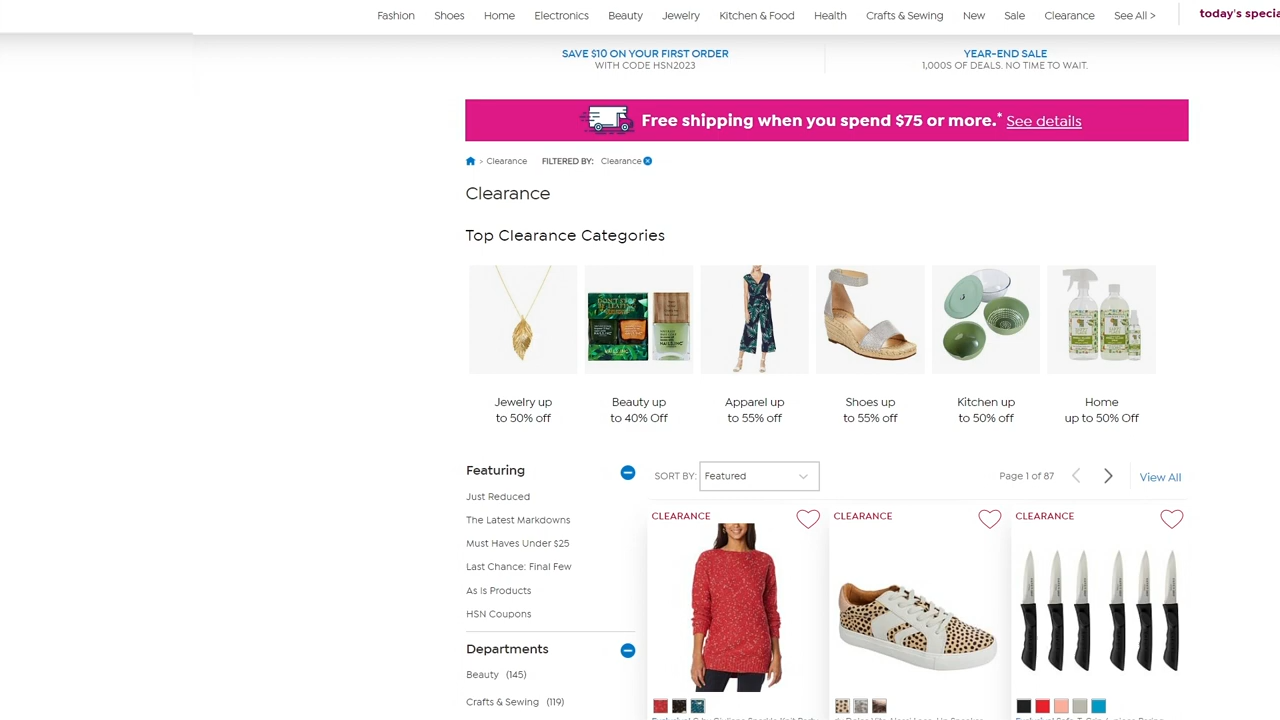 Fashion Shoes Home Electronics Beauty Jewelry Kitchen & Food Health Crafts & Sewing New Sale Clearance See All > today's specia
SAVE $10 ON YOUR FIRST ORDER
WITH CODE HSN2023
YEAR-END SALE
1,000S OF DEALS. NO TIME TO WAIT.
Free shipping when you spend $75 or more.* See details
> Clearance FILTERED BY: Clearance
Clearance
Top Clearance Categories
Jewelry up
to 50% off
Beauty up
to 40% Off
Apparel up
to 55% off
Shoes up
to 55% off
Kitchen up
to 50% off
Home
up to 50% Off
Featuring
Just Reduced
The Latest Markdowns
Must Haves Under $25
Last Chance: Final Few
As Is Products
HSN Coupons
Departments
Beauty (145)
Crafts & Sewing (119)
SORT BY: Featured
Page 1 of 87
View All
CLEARANCE
CLEARANCE
CLEARANCE